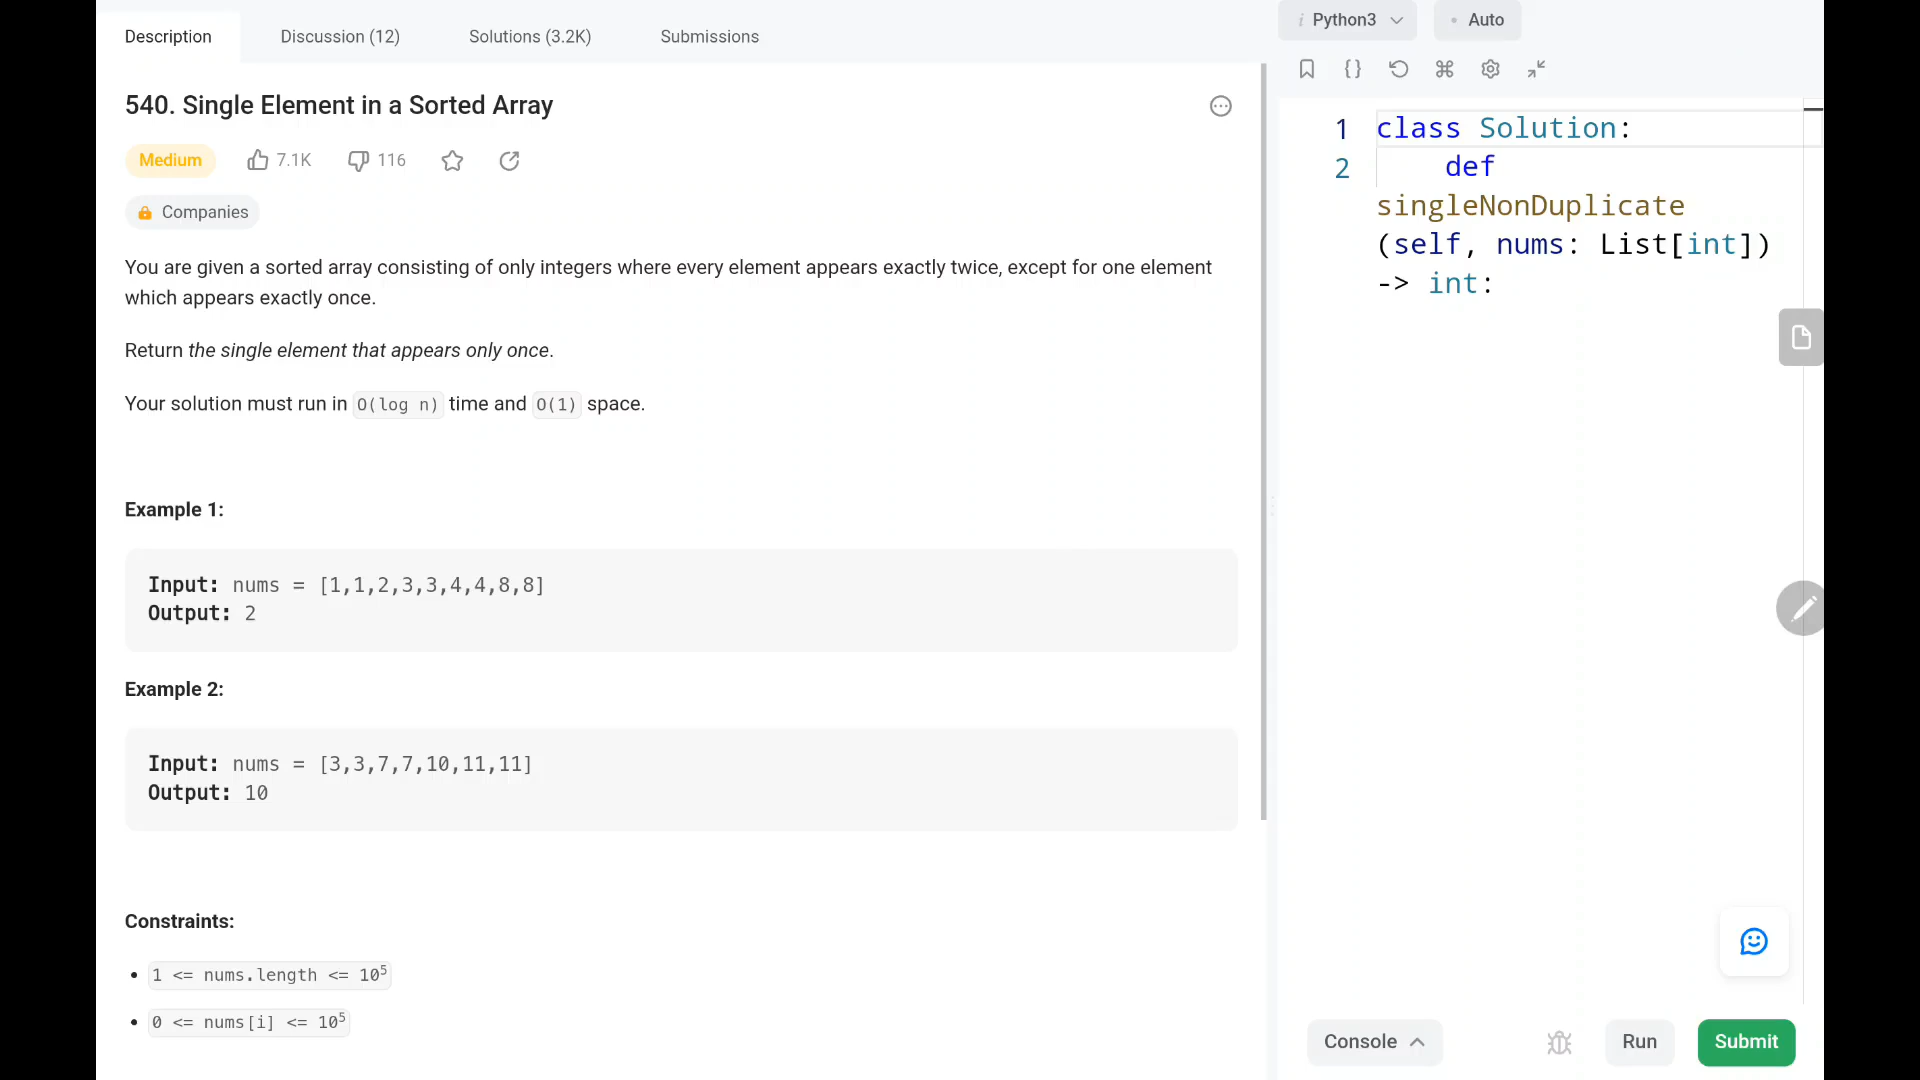 Description
Discussion (12)
Solutions (3.2K)
Submissions
i Python3
• Auto
540. Single Element in a Sorted Array
Medium
7.1K
116
Companies
You are given a sorted array consisting of only integers where every element appears exactly twice, except for one element
which appears exactly once.
Return the single element that appears only once.
Your solution must run in O(log n) time and O(1) space.
Example 1:
Input: nums = [1,1,2,3,3,4,4,8,8]
Output: 2
Example 2:
Input: nums = [3,3,7,7,10,11,11]
Output: 10
Constraints:
• 1 <= nums.length <= 10⁵
• 0 <= nums[i] <= 10⁵
1 class Solution:
2 def
singleNonDuplicate
(self, nums: List[int])
-> int:
Console
Run
Submit